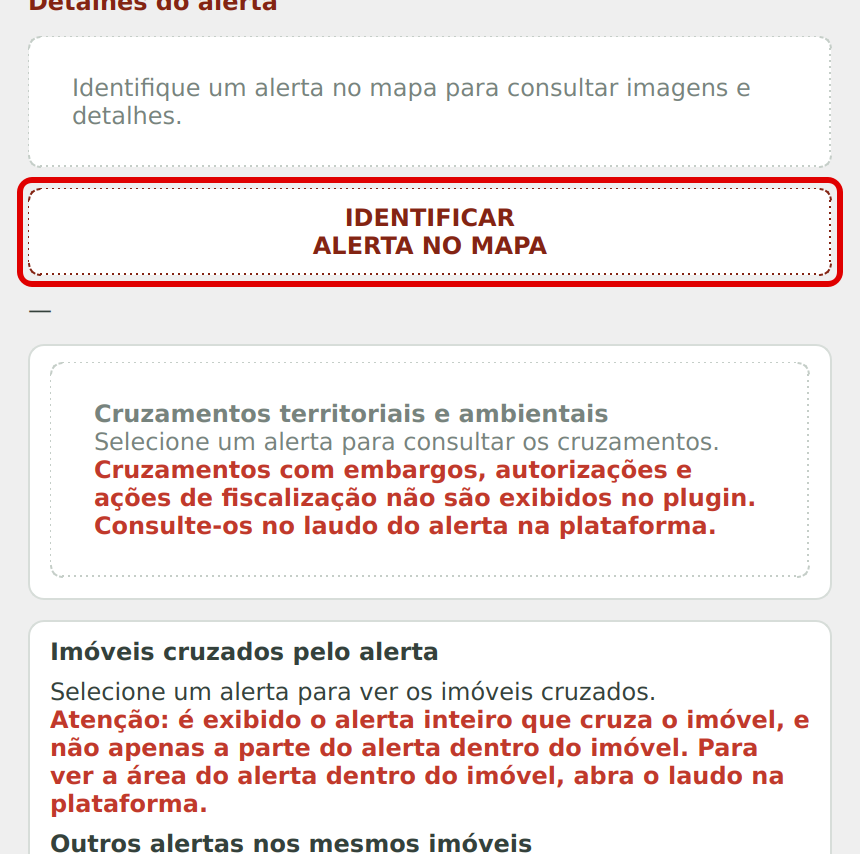 Detalhes do alerta
Identifique um alerta no mapa para consultar imagens e
detalhes.
IDENTIFICAR
ALERTA NO MAPA
—
Cruzamentos territoriais e ambientais
Selecione um alerta para consultar os cruzamentos.
Cruzamentos com embargos, autorizações e
ações de fiscalização não são exibidos no plugin.
Consulte-os no laudo do alerta na plataforma.
Imóveis cruzados pelo alerta
Selecione um alerta para ver os imóveis cruzados.
Atenção: é exibido o alerta inteiro que cruza o imóvel, e
não apenas a parte do alerta dentro do imóvel. Para
ver a área do alerta dentro do imóvel, abra o laudo na
plataforma.
Outros alertas nos mesmos imóveis